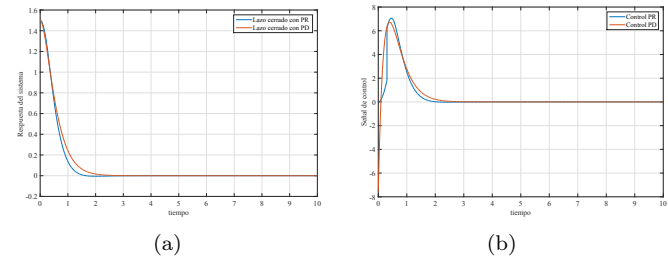 Lazo cerrado con PR
Lazo cerrado con PD
1.6
1.4
1.2
1
0.8
0.6
0.4
0.2
0
-0.2
0 1 2 3 4 5 6 7 8 9 10
Respuesta del sistema
tiempo
(a)
Control PR
Control PD
8
6
4
2
0
-2
-4
-6
-8
0 1 2 3 4 5 6 7 8 9 10
Señal de control
tiempo
(b)